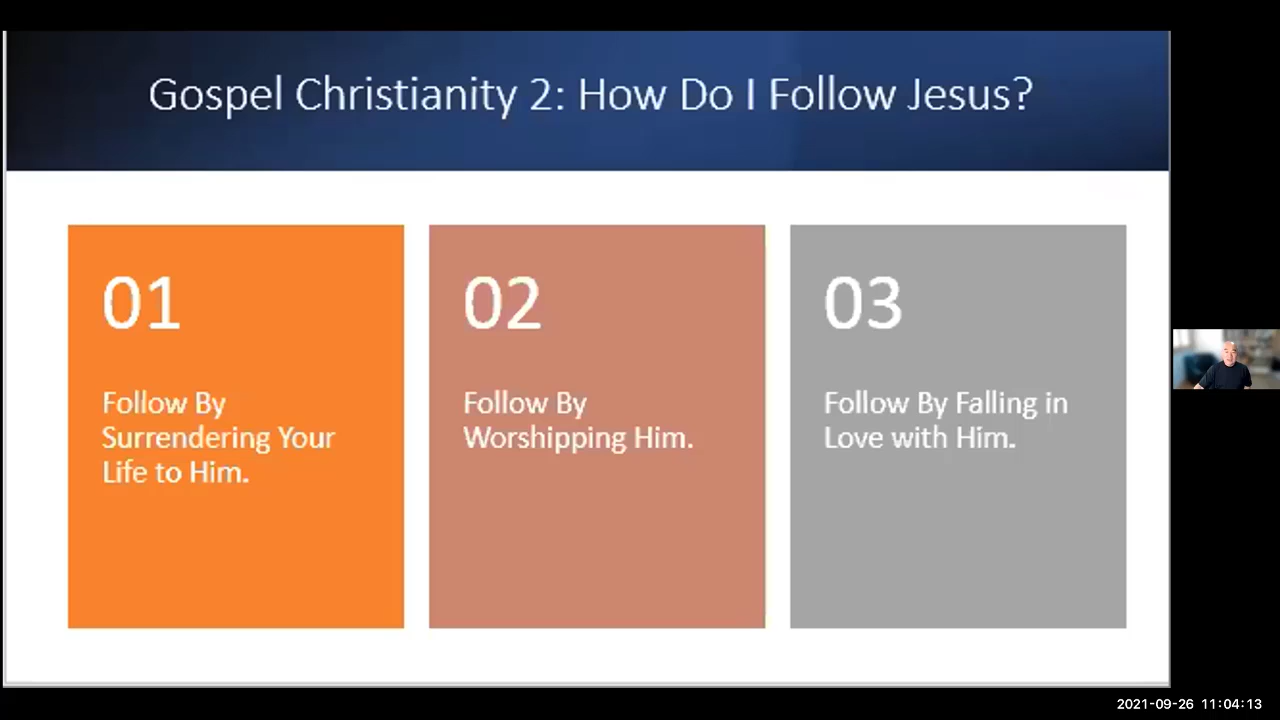 Gospel Christianity 2: How Do I Follow Jesus?
01
Follow By
Surrendering Your
Life to Him.
02
Follow By
Worshipping Him.
03
Follow By Falling in
Love with Him.
2021-09-26 11:04:13